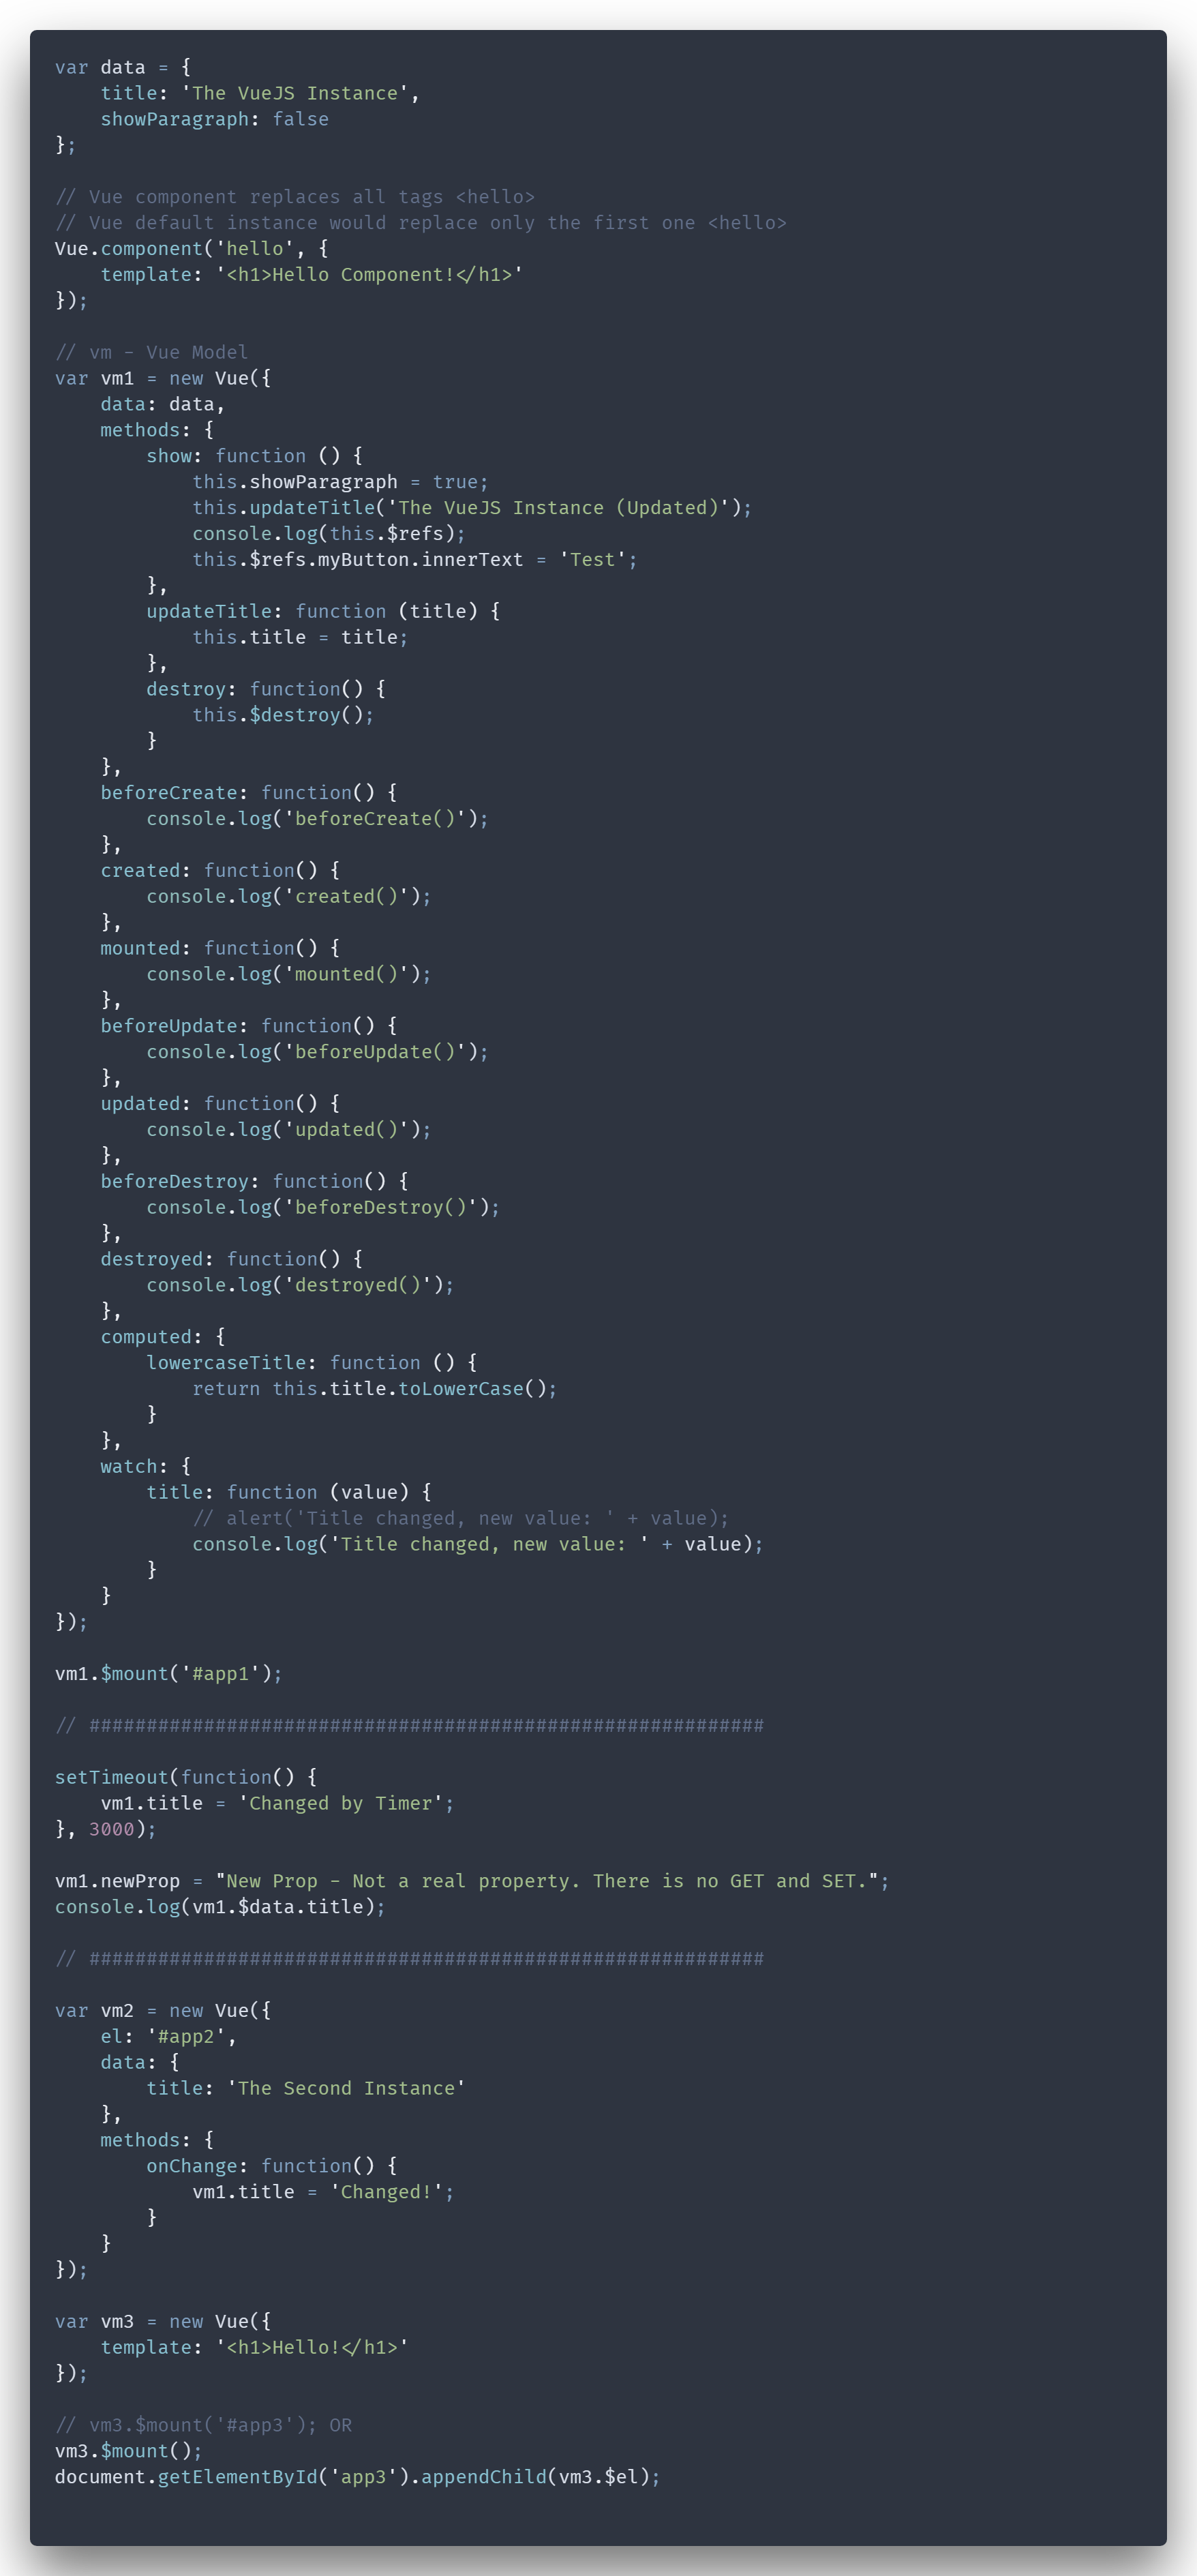 var data = {
    title: 'The VueJS Instance',
    showParagraph: false
};

// Vue component replaces all tags <hello>
// Vue default instance would replace only the first one <hello>
Vue.component('hello', {
    template: '<h1>Hello Component!</h1>'
});

// vm - Vue Model
var vm1 = new Vue({
    data: data,
    methods: {
        show: function () {
            this.showParagraph = true;
            this.updateTitle('The VueJS Instance (Updated)');
            console.log(this.$refs);
            this.$refs.myButton.innerText = 'Test';
        },
        updateTitle: function (title) {
            this.title = title;
        },
        destroy: function() {
            this.$destroy();
        }
    },
    beforeCreate: function() {
        console.log('beforeCreate()');
    },
    created: function() {
        console.log('created()');
    },
    mounted: function() {
        console.log('mounted()');
    },
    beforeUpdate: function() {
        console.log('beforeUpdate()');
    },
    updated: function() {
        console.log('updated()');
    },
    beforeDestroy: function() {
        console.log('beforeDestroy()');
    },
    destroyed: function() {
        console.log('destroyed()');
    },
    computed: {
        lowercaseTitle: function () {
            return this.title.toLowerCase();
        }
    },
    watch: {
        title: function (value) {
            // alert('Title changed, new value: ' + value);
            console.log('Title changed, new value: ' + value);
        }
    }
});

vm1.$mount('#app1');

// ###########################################################

setTimeout(function() {
    vm1.title = 'Changed by Timer';
}, 3000);

vm1.newProp = "New Prop - Not a real property. There is no GET and SET.";
console.log(vm1.$data.title);

// ###########################################################

var vm2 = new Vue({
    el: '#app2',
    data: {
        title: 'The Second Instance'
    },
    methods: {
        onChange: function() {
            vm1.title = 'Changed!';
        }
    }
});

var vm3 = new Vue({
    template: '<h1>Hello!</h1>'
});

// vm3.$mount('#app3'); OR
vm3.$mount();
document.getElementById('app3').appendChild(vm3.$el);